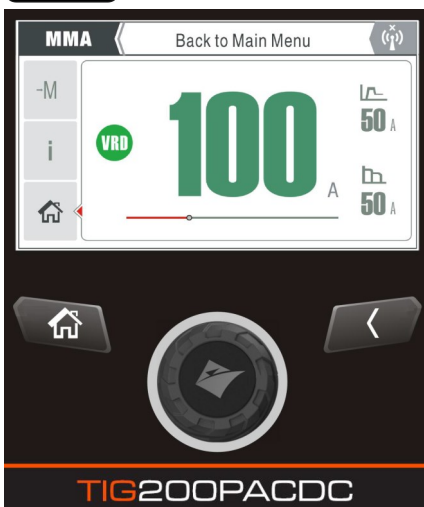 MMA
Back to Main Menu
-M
i
VRD
100 A
50 A
50 A
TIG200PACDC